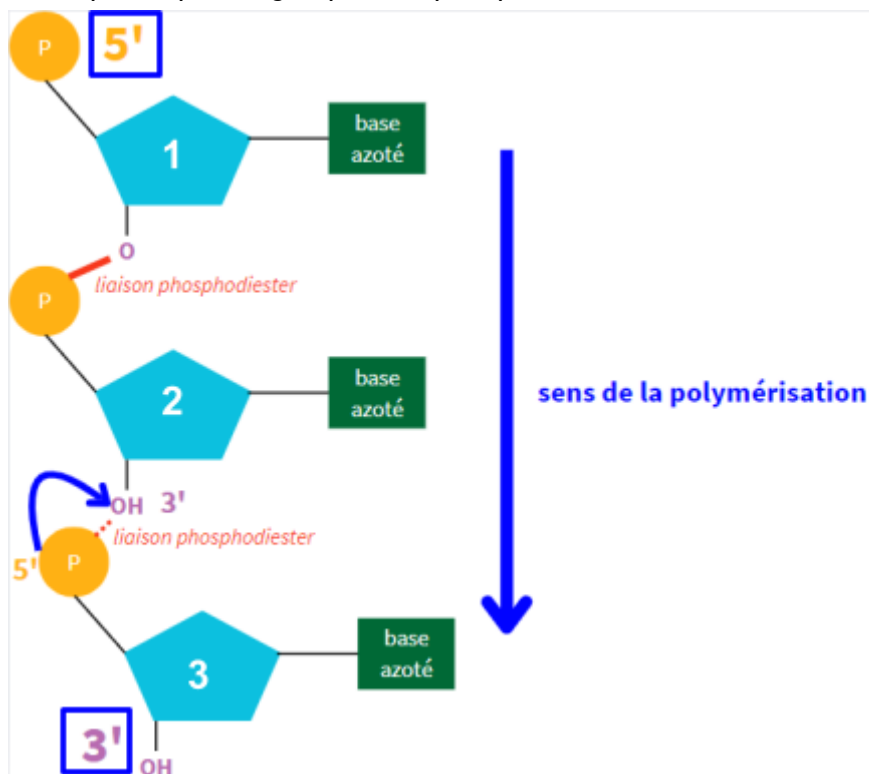 P
5'
base
azoté
1
O
liaison phosphodiester
P
base
azoté
2
sens de la polymérisation
OH 3'
liaison phosphodiester
5'
P
base
azoté
3
3'
OH